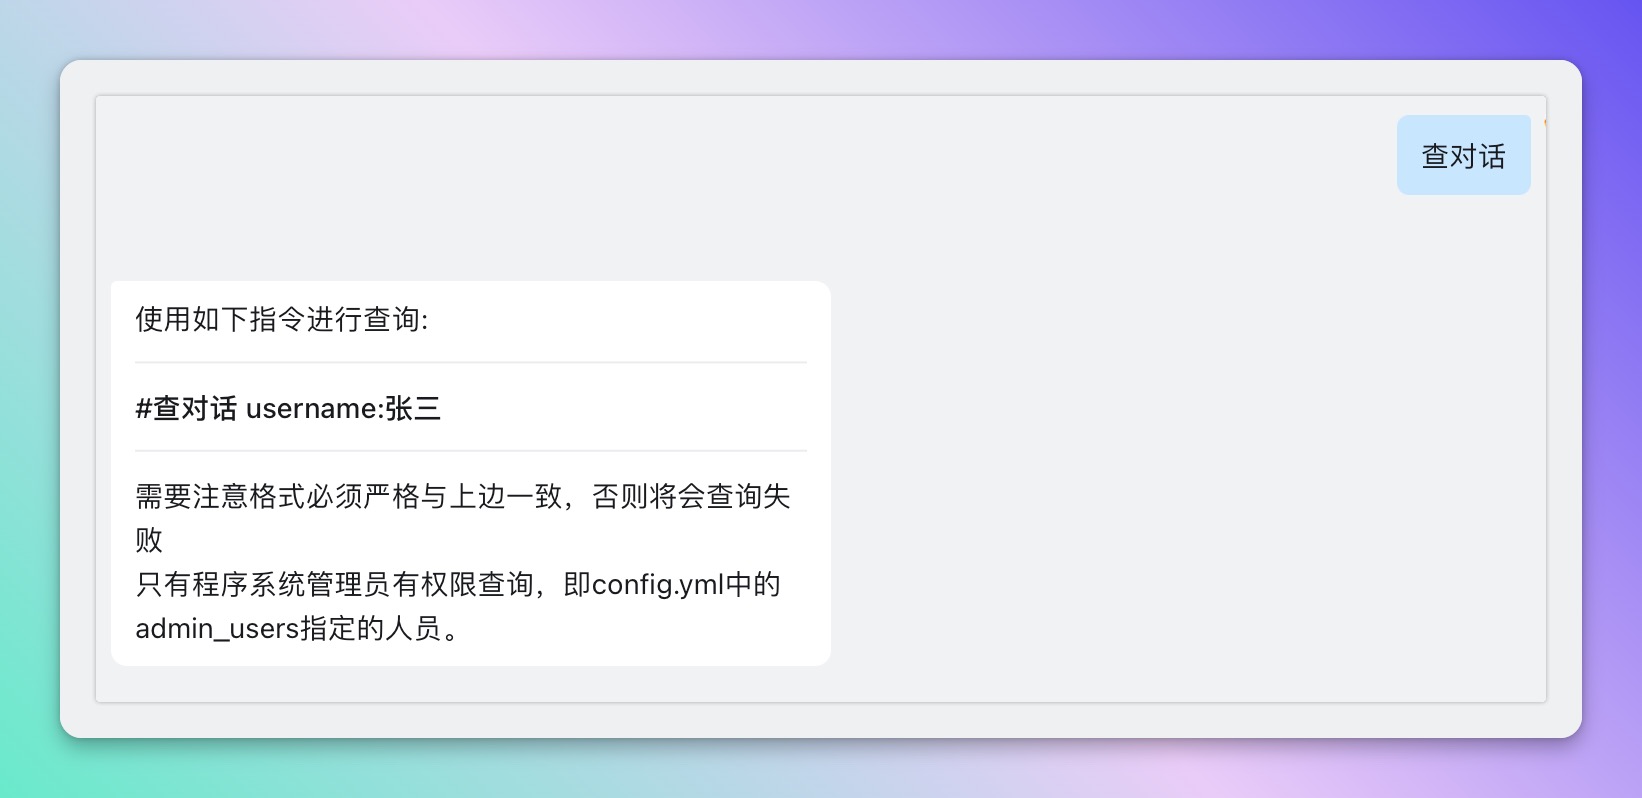 查对话
使用如下指令进行查询:
#查对话 username:张三
需要注意格式必须严格与上边一致，否则将会查询失
败
只有程序系统管理员有权限查询，即config.yml中的
admin_users指定的人员。